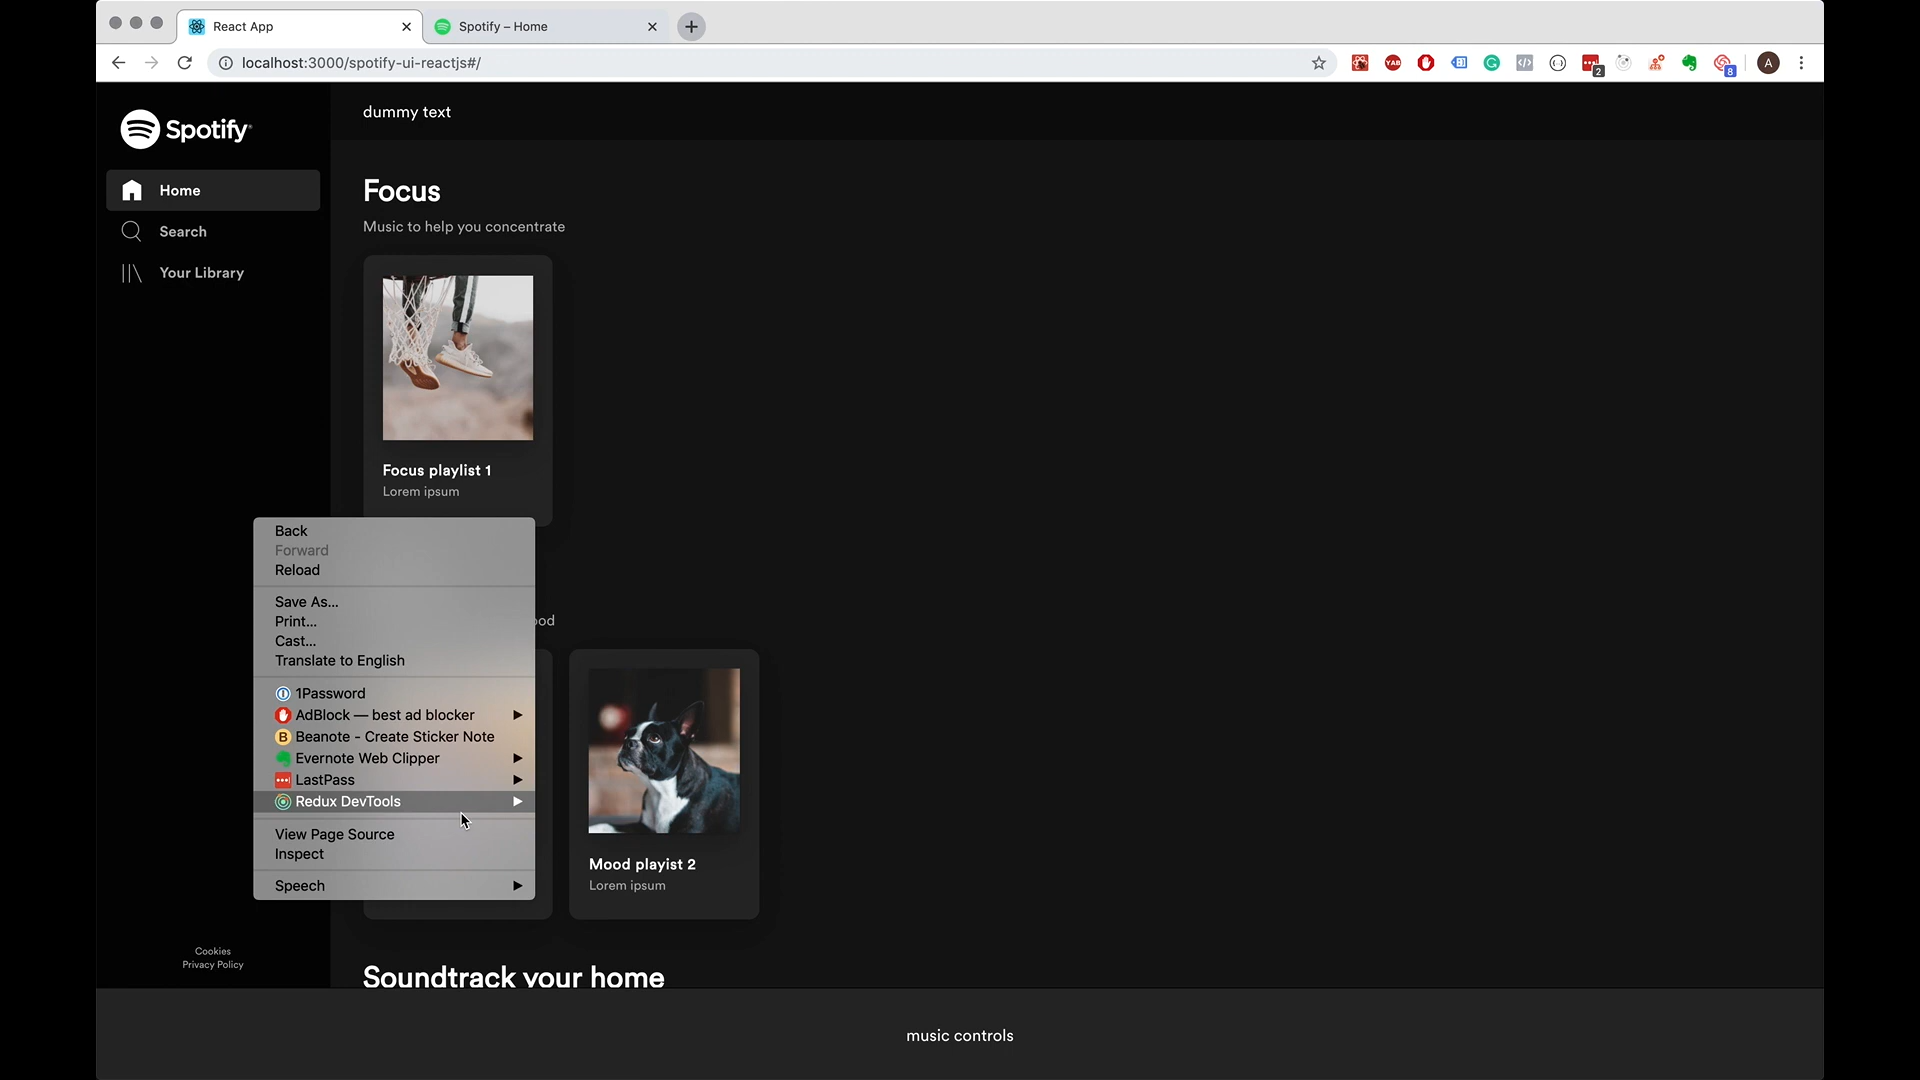 React App
Spotify – Home
localhost:3000/spotify-ui-reactjs#/
YAB
2
8
A
Spotify
dummy text
Home
Search
Your Library
Focus
Music to help you concentrate
Focus playlist 1
Lorem ipsum
Back
Forward
Reload
Save As...
Print...
Cast...
Translate to English
1Password
AdBlock — best ad blocker
Beanote - Create Sticker Note
Evernote Web Clipper
LastPass
Redux DevTools
View Page Source
Inspect
Speech
Mood playist 2
Lorem ipsum
Cookies
Privacy Policy
Soundtrack your home
music controls